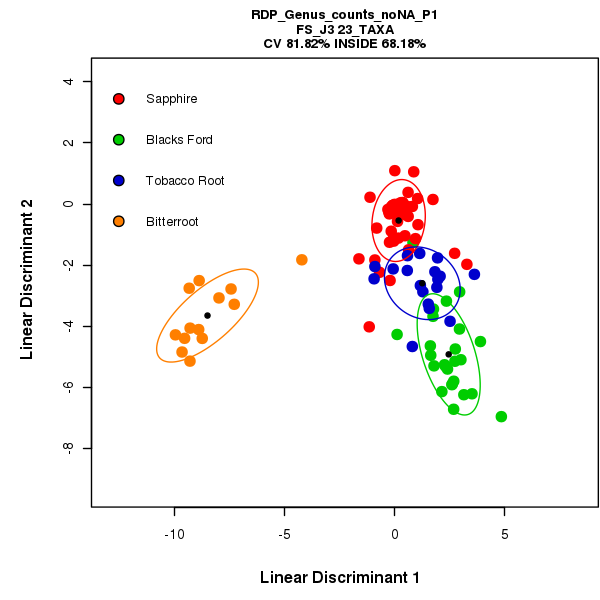 RDP_Genus_counts_noNA_P1
FS_J3 23_TAXA
CV 81.82% INSIDE 68.18%
Sapphire
Blacks Ford
Tobacco Root
Bitterroot
4
2
0
-2
-4
-6
-8
Linear Discriminant 2
-10
-5
0
5
Linear Discriminant 1